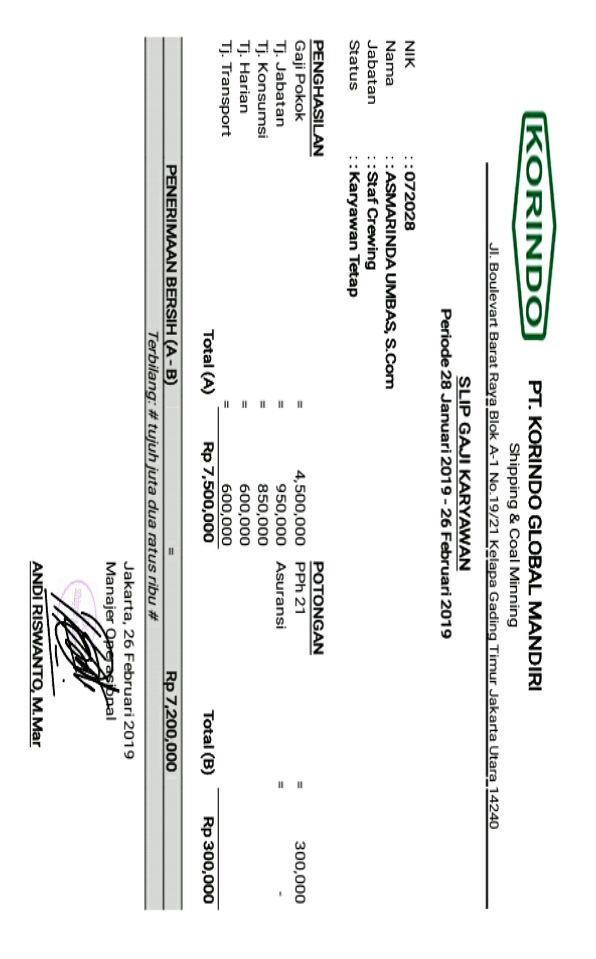 KORINDO
PT. KORINDO GLOBAL MANDIRI
Shipping & Coal Minning
Jl. Boulevart Barat Raya Blok A-1 No.19/21 Kelapa Gading Timur Jakarta Utara 14240
SLIP GAJI KARYAWAN
Periode 28 Januari 2019 - 26 Februari 2019
NIK : : 072028
Nama : : ASMARINDA UMBAS, S.Com
Jabatan : : Staf Crewing
Status : : Karyawan Tetap
PENGHASILAN POTONGAN
Gaji Pokok = 4,500,000 PPh 21 = 300,000
Tj. Jabatan = 950,000 Asuransi = -
Tj. Konsumsi = 850,000
Tj. Harian = 600,000
Tj. Transport = 600,000
Total (A) Rp 7,500,000 Total (B) Rp 300,000
PENERIMAAN BERSIH (A - B) = Rp 7,200,000
Terbilang: # tujuh juta dua ratus ribu #
Jakarta, 26 Februari 2019
Manajer Operasional
ANDI RISWANTO, M.Mar